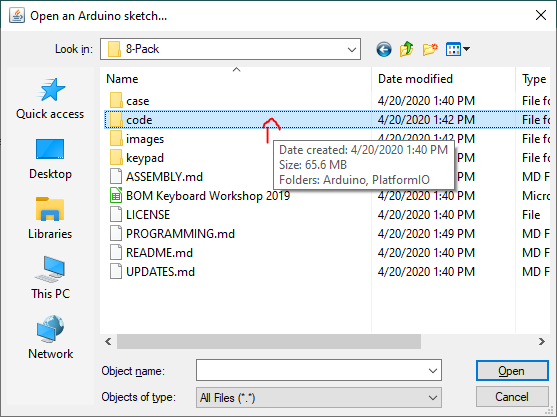 Open an Arduino sketch...
Look in: 8-Pack
Name Date modified Type
case 4/20/2020 1:40 PM File fo
code 4/20/2020 1:42 PM File fo
images 4/20/2020 1:42 PM File fo
keypad 4/20/2020 1:40 PM File fo
ASSEMBLY.md 4/20/2020 1:40 PM MD F
BOM Keyboard Workshop 2019 4/20/2020 1:40 PM Micro
LICENSE 4/20/2020 1:40 PM File
PROGRAMMING.md 4/20/2020 1:49 PM MD F
README.md 4/20/2020 1:40 PM MD F
UPDATES.md 4/20/2020 1:40 PM MD F
Date created: 4/20/2020 1:40 PM
Size: 65.6 MB
Folders: Arduino, PlatformIO
Quick access
Desktop
Libraries
This PC
Network
Object name:
Open
Objects of type: All Files (*.*)
Cancel